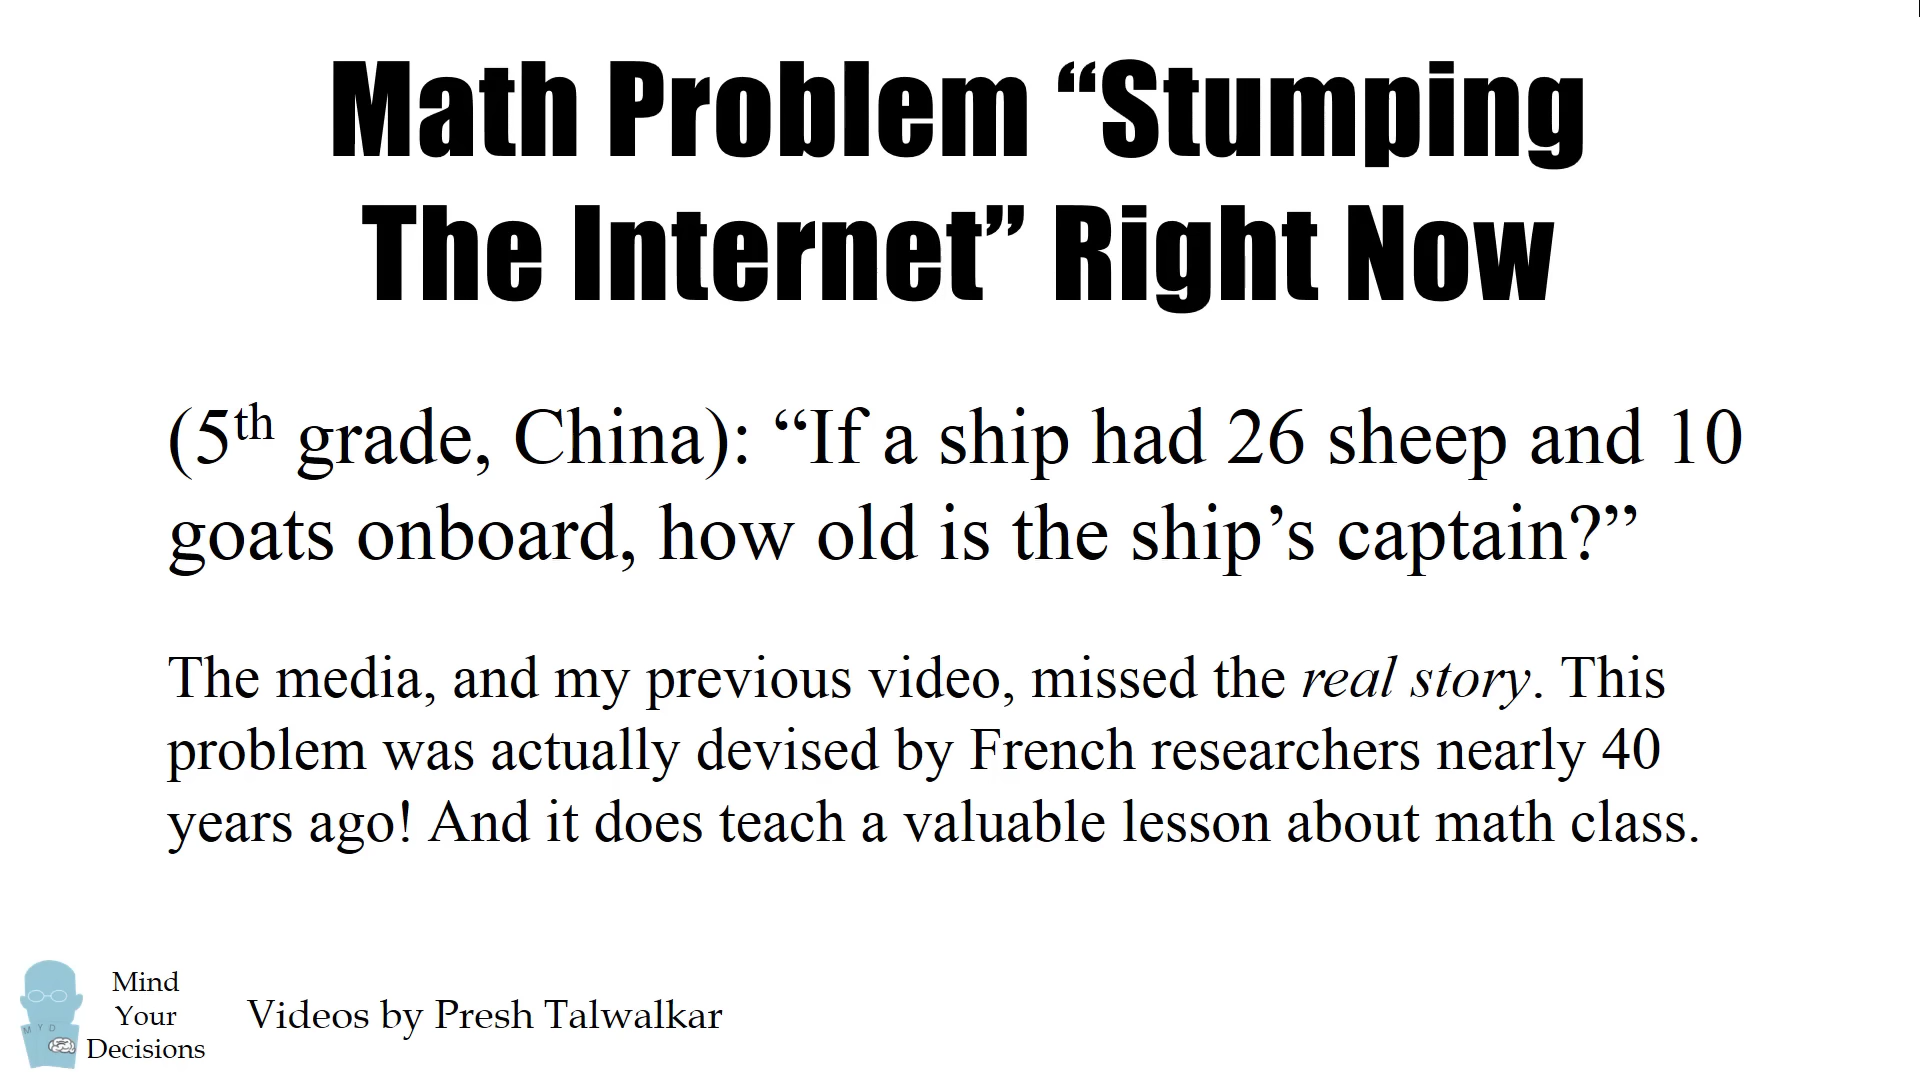 Math Problem “Stumping
The Internet” Right Now
(5th grade, China): “If a ship had 26 sheep and 10
goats onboard, how old is the ship’s captain?”
The media, and my previous video, missed the real story. This
problem was actually devised by French researchers nearly 40
years ago! And it does teach a valuable lesson about math class.
M Y D
Mind
Your
Decisions
Videos by Presh Talwalkar